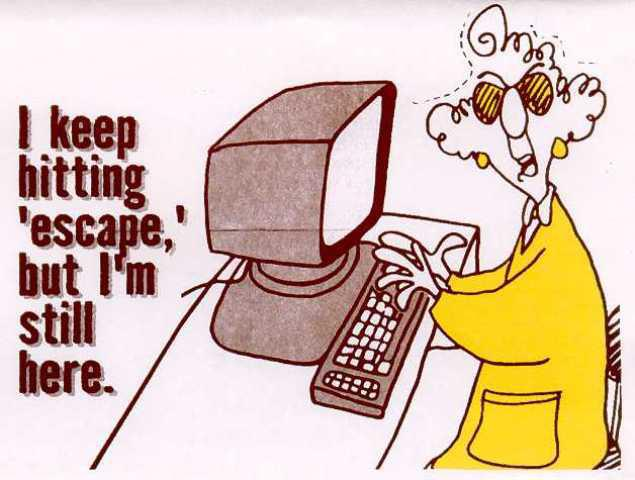 I keep
hitting
'escape,'
but I'm
still
here.